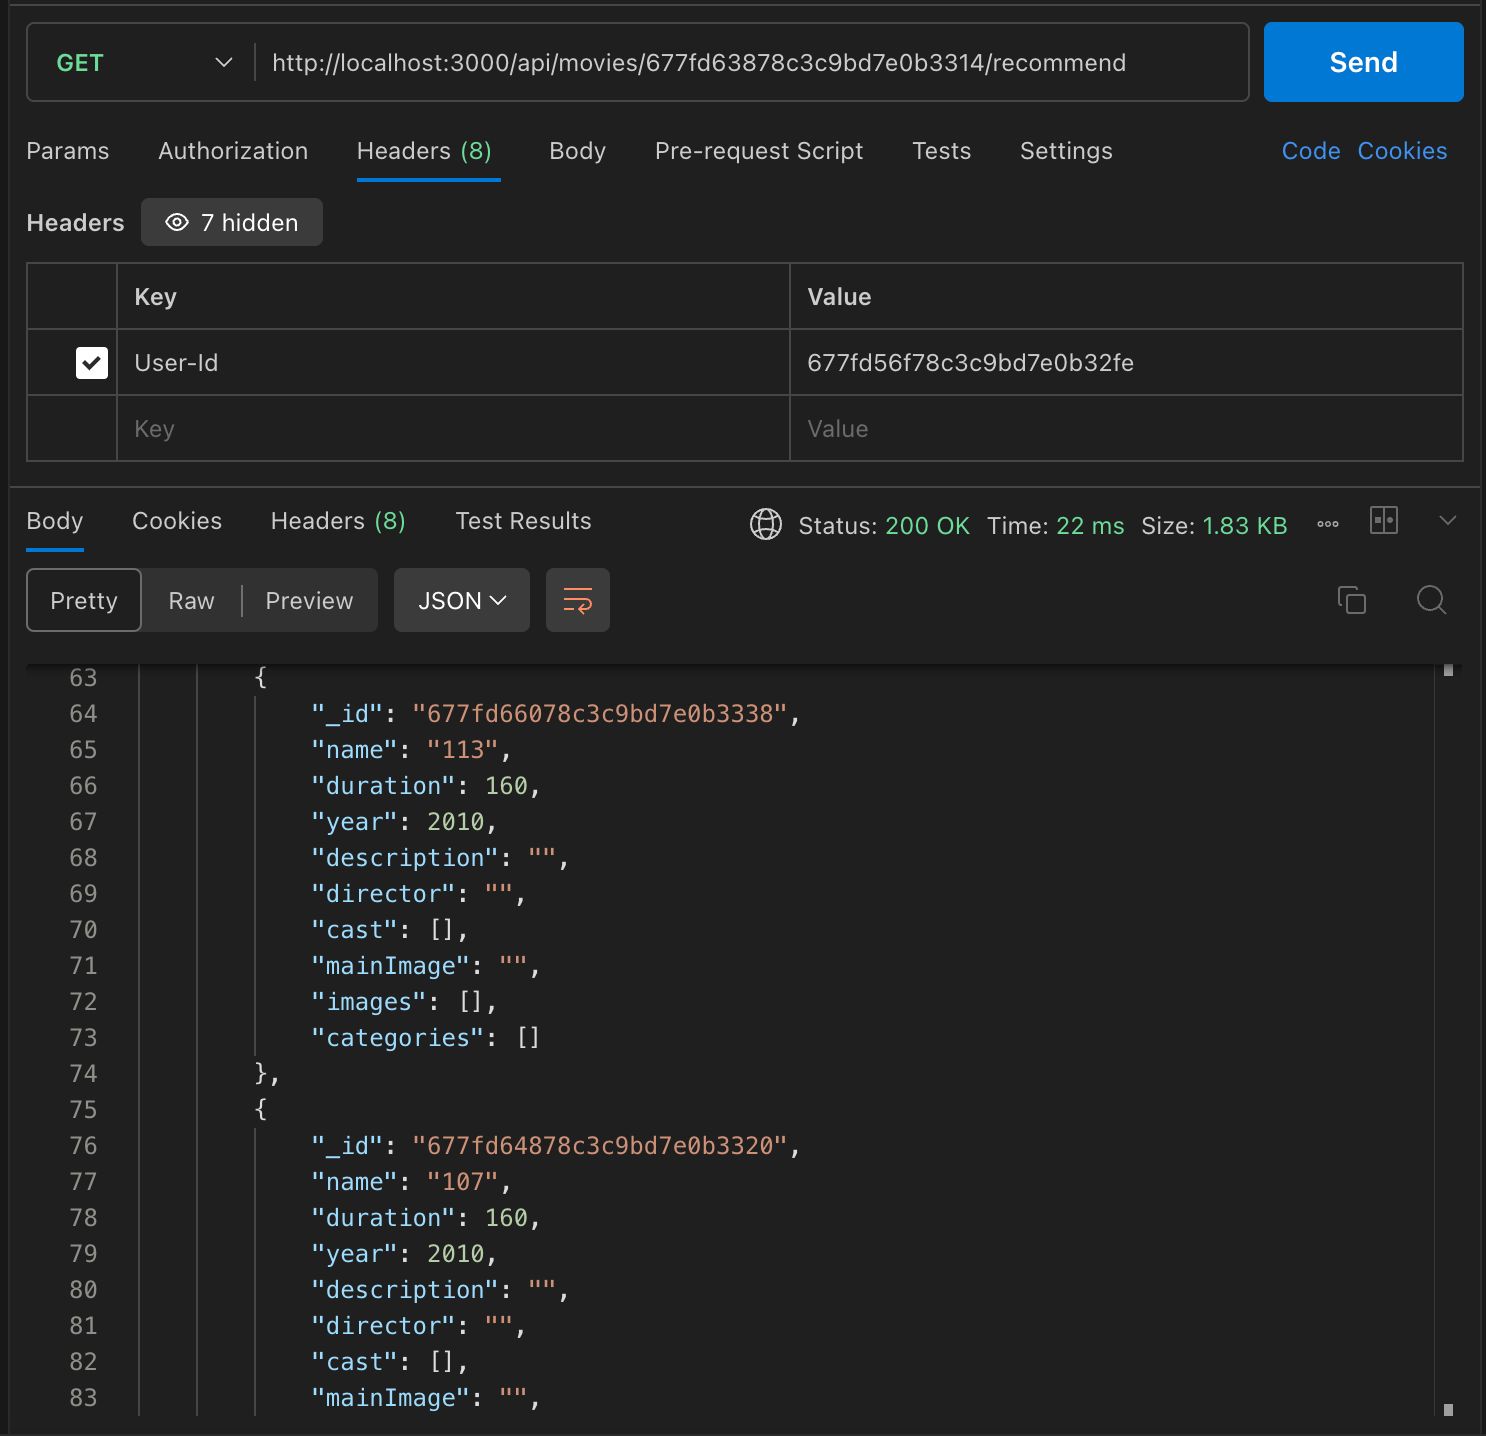 GET http://localhost:3000/api/movies/677fd63878c3c9bd7e0b3314/recommend Send
Params Authorization Headers (8) Body Pre-request Script Tests Settings Code Cookies
Headers 7 hidden
Key Value
User-Id 677fd56f78c3c9bd7e0b32fe
Key Value
Body Cookies Headers (8) Test Results Status: 200 OK Time: 22 ms Size: 1.83 KB
Pretty Raw Preview JSON
63 {
64 "_id": "677fd66078c3c9bd7e0b3338",
65 "name": "113",
66 "duration": 160,
67 "year": 2010,
68 "description": "",
69 "director": "",
70 "cast": [],
71 "mainImage": "",
72 "images": [],
73 "categories": []
74 },
75 {
76 "_id": "677fd64878c3c9bd7e0b3320",
77 "name": "107",
78 "duration": 160,
79 "year": 2010,
80 "description": "",
81 "director": "",
82 "cast": [],
83 "mainImage": "",